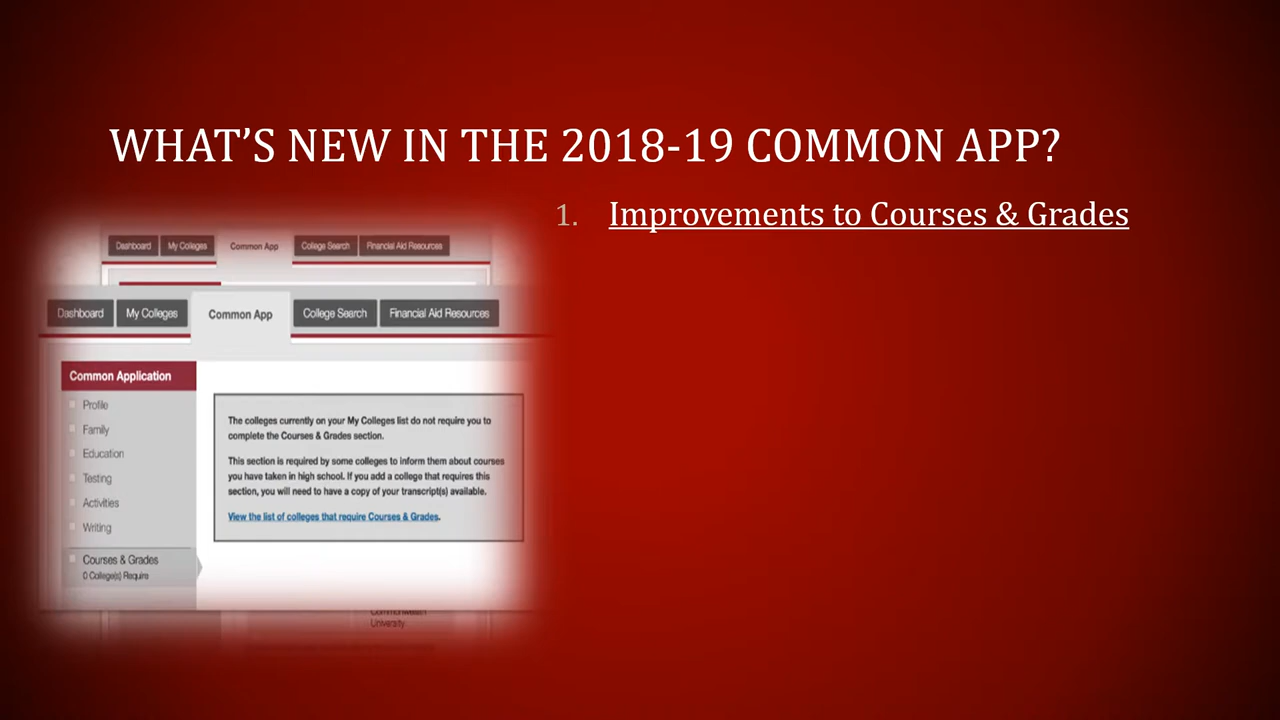 WHAT’S NEW IN THE 2018-19 COMMON APP?
1. Improvements to Courses & Grades
Dashboard My Colleges Common App College Search Financial Aid Resources
Dashboard My Colleges Common App College Search Financial Aid Resources
Common Application
Profile
Family
Education
Testing
Activities
Writing
Courses & Grades
0 College(s) Require
The colleges currently on your My Colleges list do not require you to
complete the Courses & Grades section.
This section is required by some colleges to inform them about courses
you have taken in high school. If you add a college that requires this
section, you will need to have a copy of your transcript(s) available.
View the list of colleges that require Courses & Grades.
Commonwealth
University